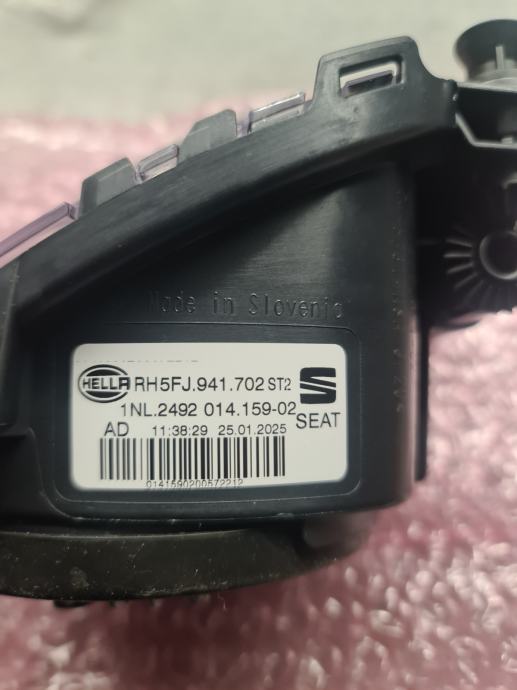 Made in Slovenia
HELLA RH5FJ.941.702 ST2
1NL.2492 014.159-02
SEAT
AD 11:38:29 25.01.2025
0141590200572212